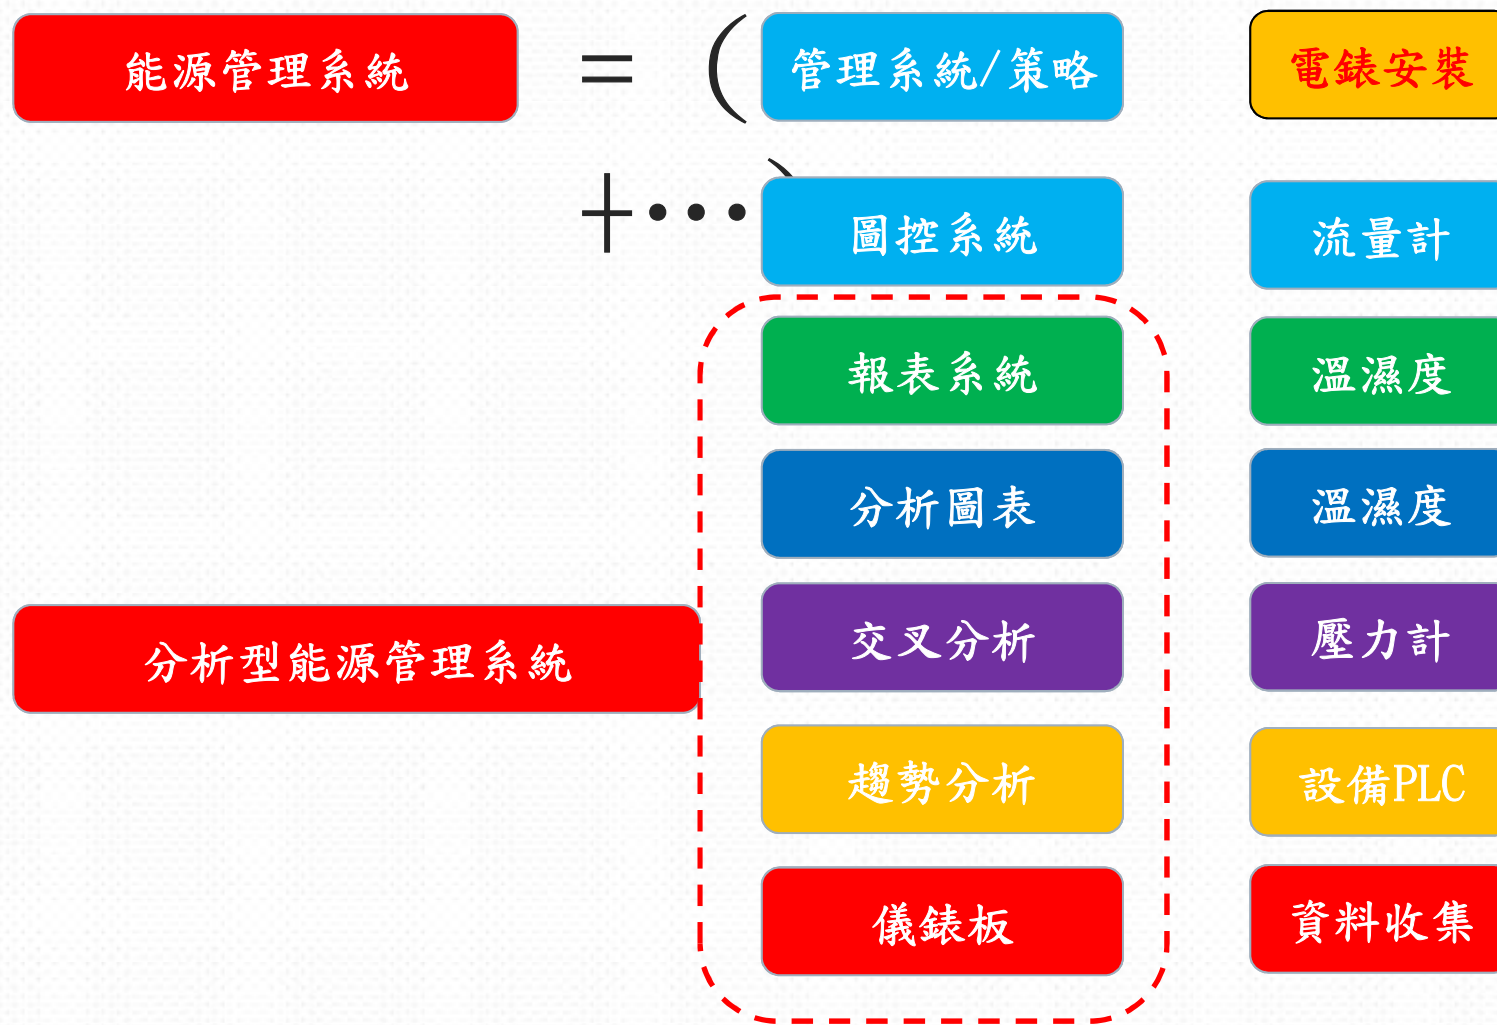 能源管理系統 = ( 管理系統/策略 電錶安裝
+…) 圖控系統 流量計
報表系統 溫濕度
分析圖表 溫濕度
交叉分析 壓力計
分析型能源管理系統
趨勢分析 設備PLC
儀錶板 資料收集